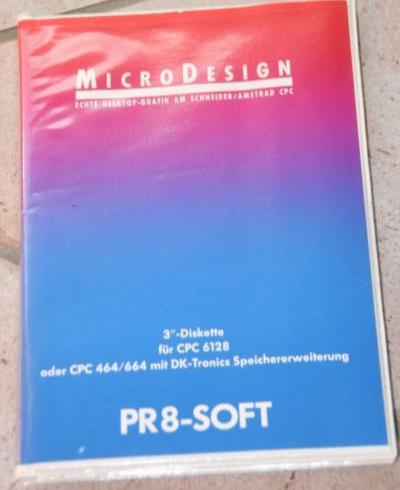 MICRODESIGN
ECHTE DESKTOP-GRAFIK AM SCHNEIDER/AMSTRAD CPC
3"-Diskette
für CPC 6128
oder CPC 464/664 mit DK-Tronics Speichererweiterung
PR8-SOFT